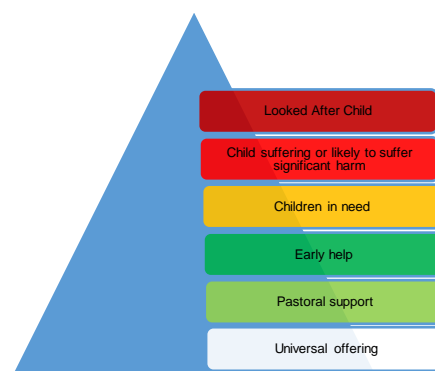 Looked After Child
Child suffering or likely to suffer
significant harm
Children in need
Early help
Pastoral support
Universal offering